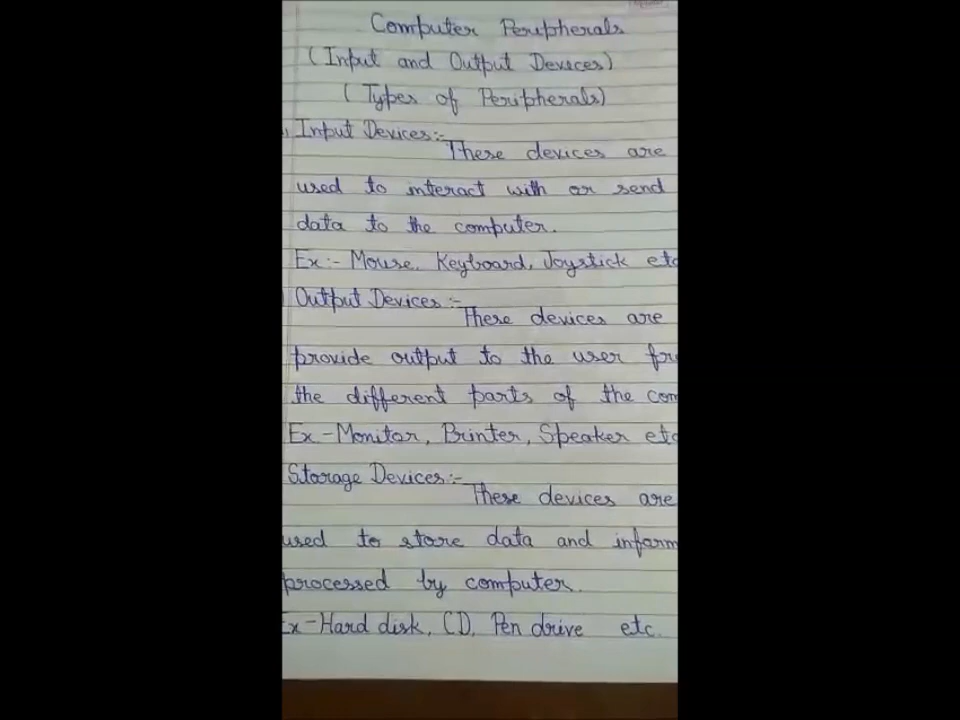 Computer Peripherals
(Input and Output Devices)
(Types of Peripherals)
Input Devices:-
These devices are
used to interact with or send
data to the computer.
Ex:- Mouse, Keyboard, Joystick etc
Output Devices:-
These devices are
provide output to the user
the different parts of the
Ex-Monitor, Printer, Speaker etc
Storage Devices:-
These devices are
used to store data and
processed by computer.
Ex-Hard disk, CD, Pen drive etc.